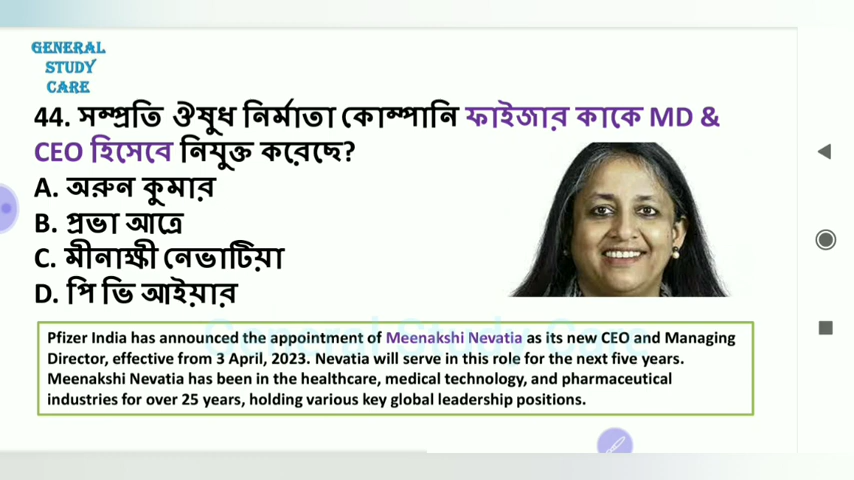 GENERAL
STUDY
CARE
44. সম্প্রতি ঔষুধ নির্মাতা কোম্পানি ফাইজার কাকে MD &
CEO হিসেবে নিযুক্ত করেছে?
A. অরুন কুমার
B. প্রভা আত্রে
C. মীনাক্ষী নেভাটিয়া
D. পি ভি আইয়ার
General Study Care
Pfizer India has announced the appointment of Meenakshi Nevatia as its new CEO and Managing
Director, effective from 3 April, 2023. Nevatia will serve in this role for the next five years.
Meenakshi Nevatia has been in the healthcare, medical technology, and pharmaceutical
industries for over 25 years, holding various key global leadership positions.